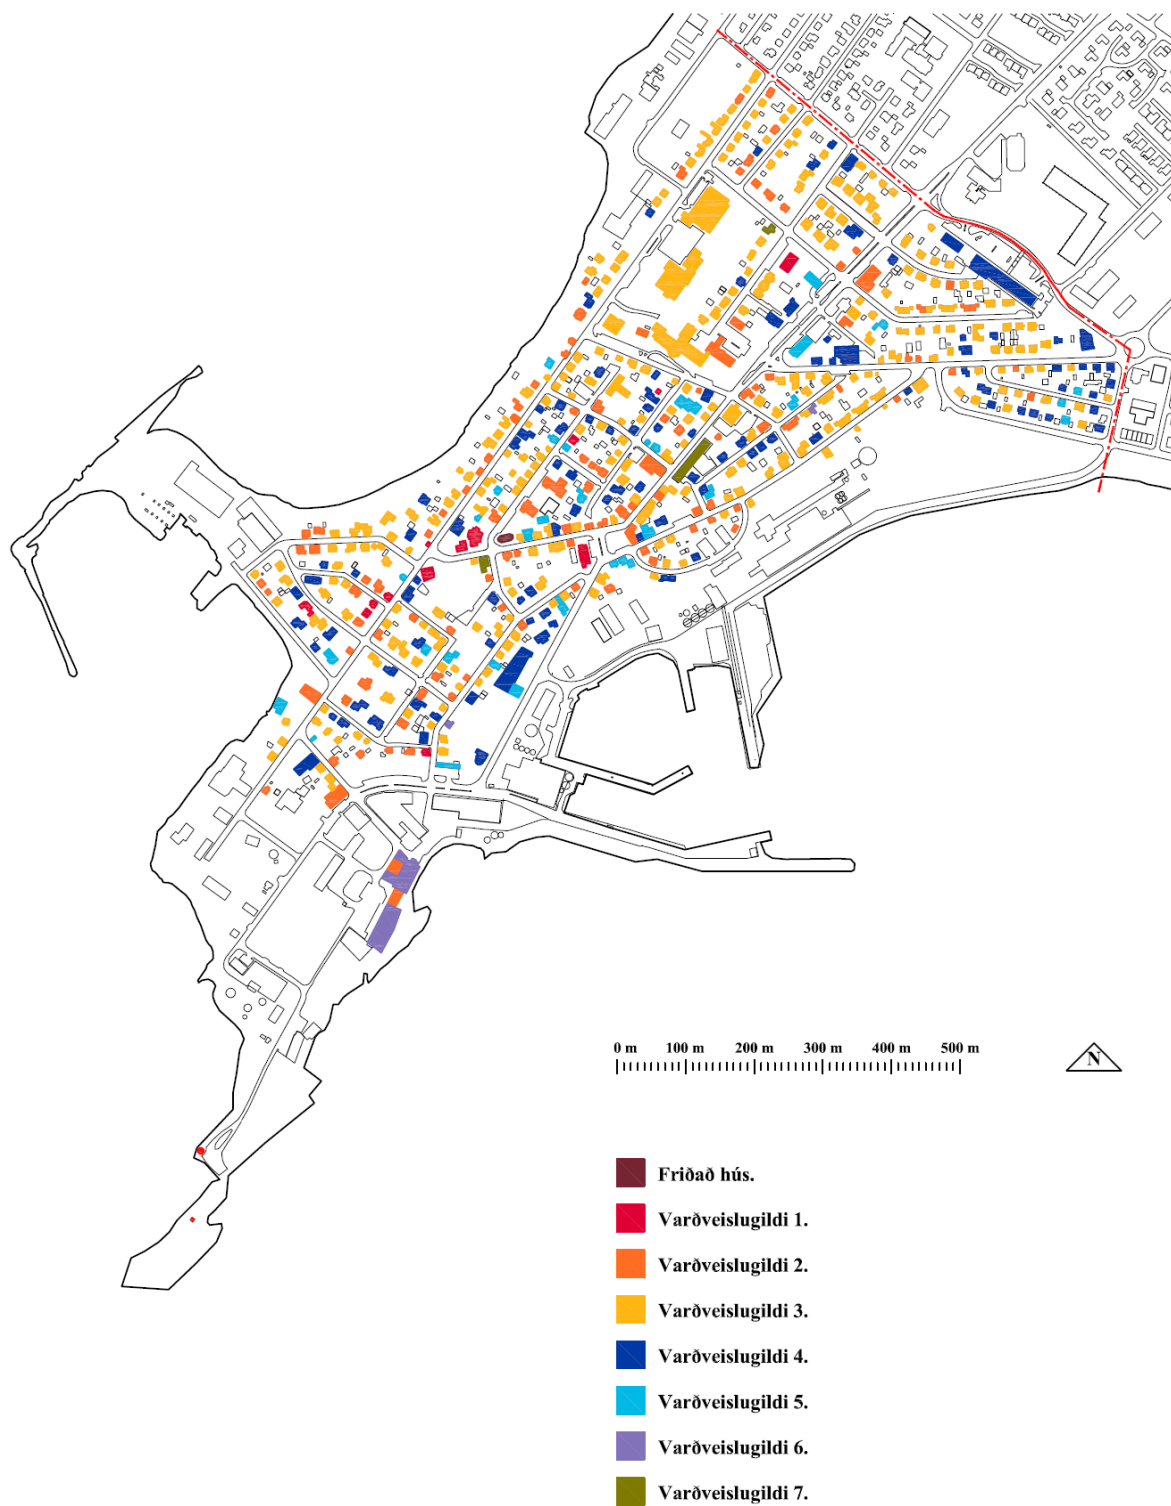 0 m 100 m 200 m 300 m 400 m 500 m
N
Friðað hús.
Varðveislugildi 1.
Varðveislugildi 2.
Varðveislugildi 3.
Varðveislugildi 4.
Varðveislugildi 5.
Varðveislugildi 6.
Varðveislugildi 7.